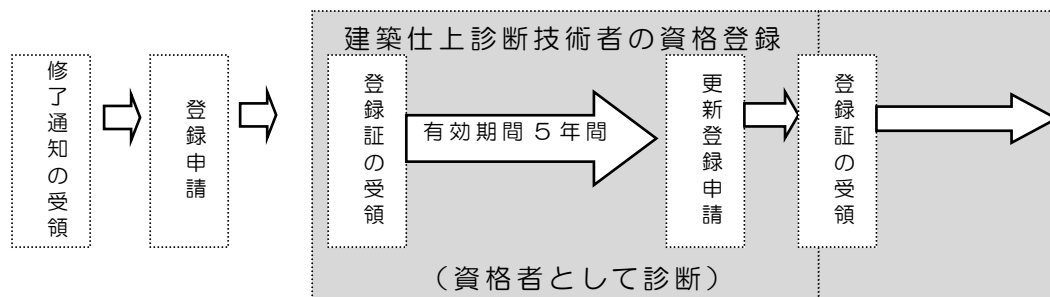 建築仕上診断技術者の資格登録
修了通知の受領
登録申請
登録証の受領
有効期間５年間
更新登録申請
登録証の受領
（資格者として診断）